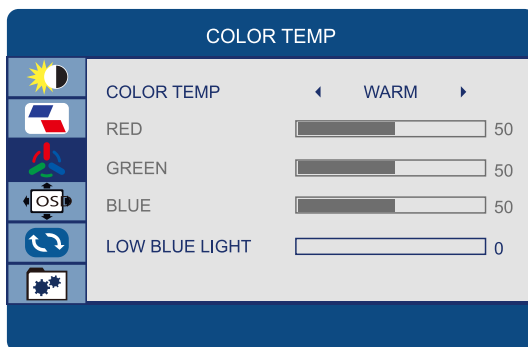 COLOR TEMP
COLOR TEMP WARM
RED 50
GREEN 50
BLUE 50
LOW BLUE LIGHT 0
OSD